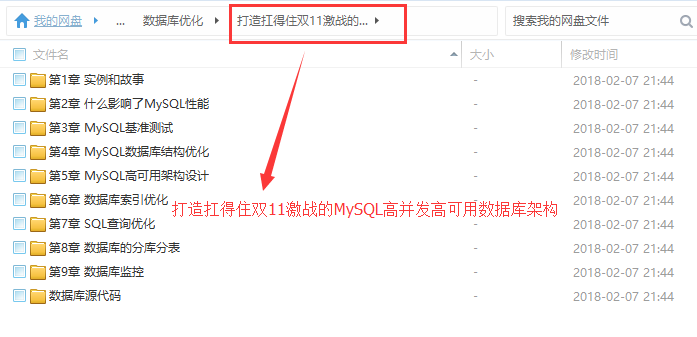 我的网盘 ... 数据库优化 打造扛得住双11激战的... 搜索我的网盘文件
文件名 大小 修改时间
第1章 实例和故事 - 2018-02-07 21:44
第2章 什么影响了MySQL性能 - 2018-02-07 21:44
第3章 MySQL基准测试 - 2018-02-07 21:44
第4章 MySQL数据库结构优化 - 2018-02-07 21:44
第5章 MySQL高可用架构设计 - 2018-02-07 21:44
第6章 数据库索引优化 - 2018-02-07 21:44
打造扛得住双11激战的MySQL高并发高可用数据库架构
第7章 SQL查询优化 - 2018-02-07 21:44
第8章 数据库的分库分表 - 2018-02-07 21:44
第9章 数据库监控 - 2018-02-07 21:44
数据库源代码 - 2018-02-07 21:44